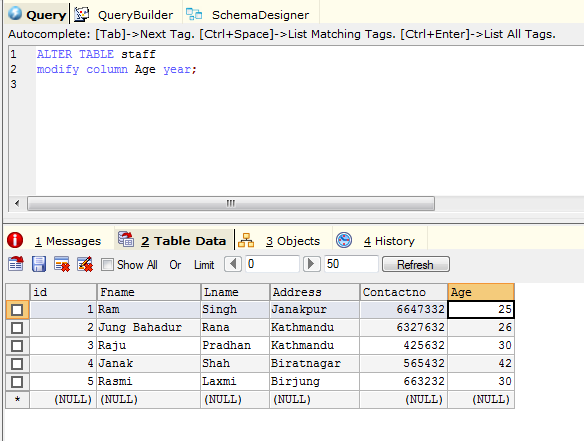 Query QueryBuilder SchemaDesigner
Autocomplete: [Tab]->Next Tag. [Ctrl+Space]->List Matching Tags. [Ctrl+Enter]->List All Tags.
1 ALTER TABLE staff
2 modify column Age year;
3
1 Messages 2 Table Data 3 Objects 4 History
Show All Or Limit 0 50 Refresh
id Fname Lname Address Contactno Age
1 Ram Singh Janakpur 6647332 25
2 Jung Bahadur Rana Kathmandu 6327632 26
3 Raju Pradhan Kathmandu 425632 30
4 Janak Shah Biratnagar 565432 42
5 Rasmi Laxmi Birjung 663232 30
* (NULL) (NULL) (NULL) (NULL) (NULL) (NULL)